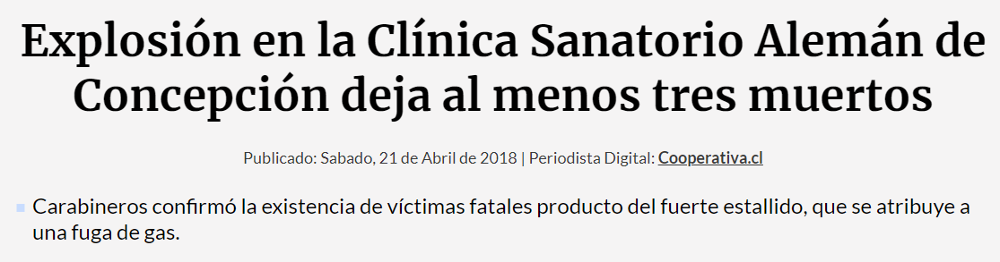 Explosión en la Clínica Sanatorio Alemán de
Concepción deja al menos tres muertos
Publicado: Sabado, 21 de Abril de 2018 | Periodista Digital: Cooperativa.cl
Carabineros confirmó la existencia de víctimas fatales producto del fuerte estallido, que se atribuye a
una fuga de gas.